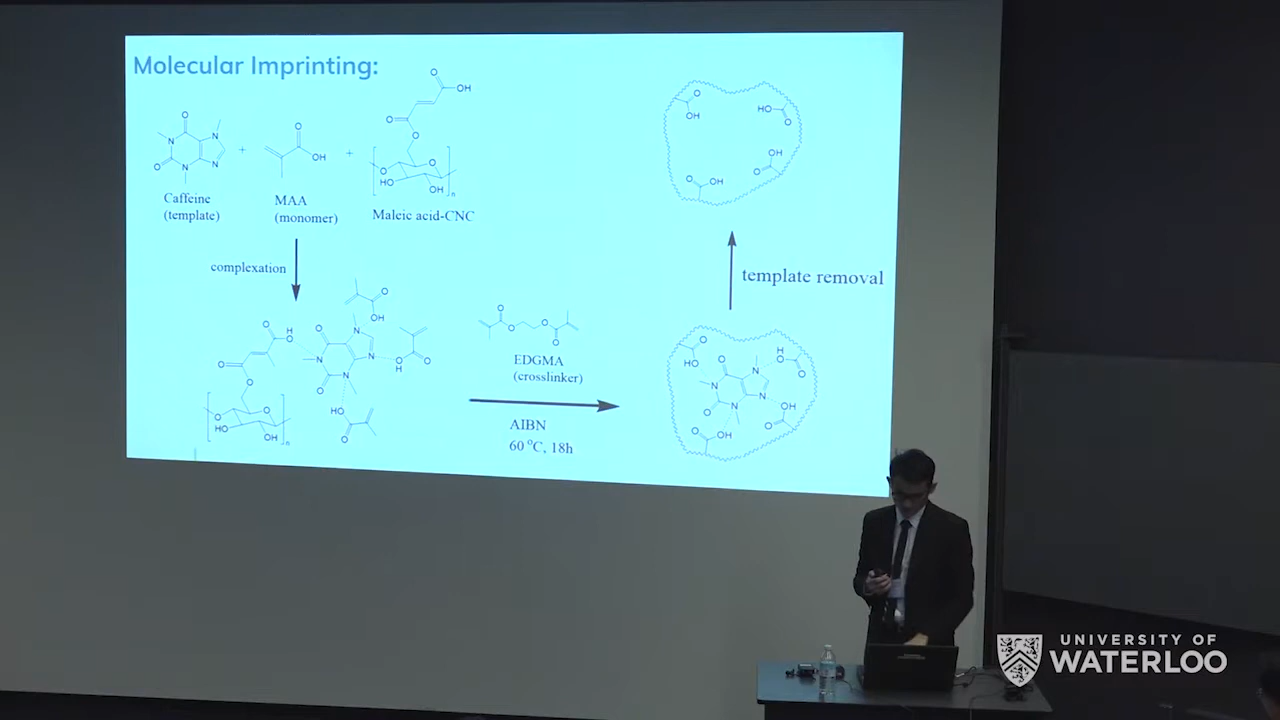 Molecular Imprinting:
Caffeine
(template)
+
MAA
(monomer)
+
Maleic acid-CNC
complexation
EDGMA
(crosslinker)
AIBN
60 °C, 18h
template removal
UNIVERSITY OF
WATERLOO